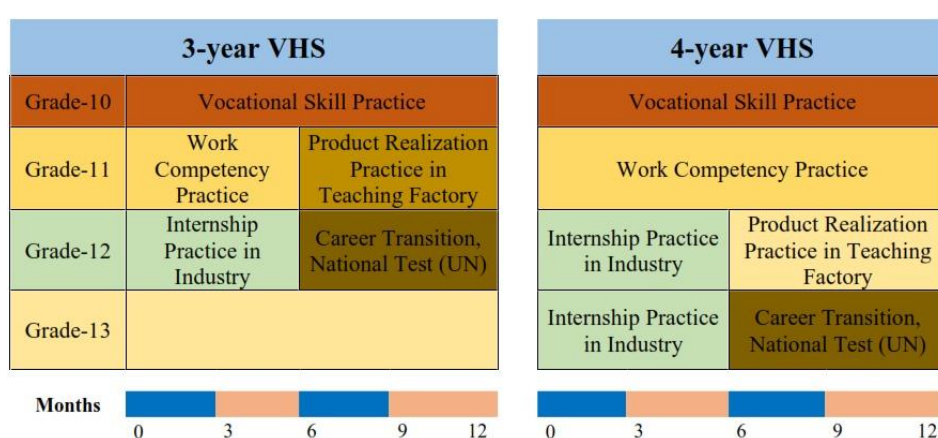 3-year VHS
4-year VHS
Grade-10
Vocational Skill Practice
Vocational Skill Practice
Grade-11
Work
Competency
Practice
Product Realization
Practice in
Teaching Factory
Work Competency Practice
Grade-12
Internship
Practice in
Industry
Career Transition,
National Test (UN)
Internship Practice
in Industry
Product Realization
Practice in Teaching
Factory
Grade-13
Internship Practice
in Industry
Career Transition,
National Test (UN)
Months
0 3 6 9 12
0 3 6 9 12